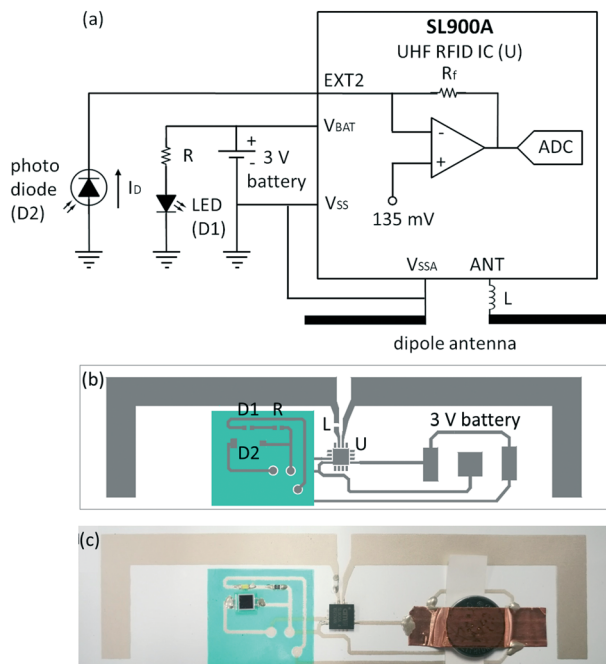 (a)
SL900A
UHF RFID IC (U)
EXT2
Rf
VBAT
R
+
-
3 V
battery
-
+
ADC
photo
diode
(D2)
ID
LED
(D1)
VSS
135 mV
VSSA
ANT
L
dipole antenna
(b)
D1 R
L
3 V battery
U
D2
(c)